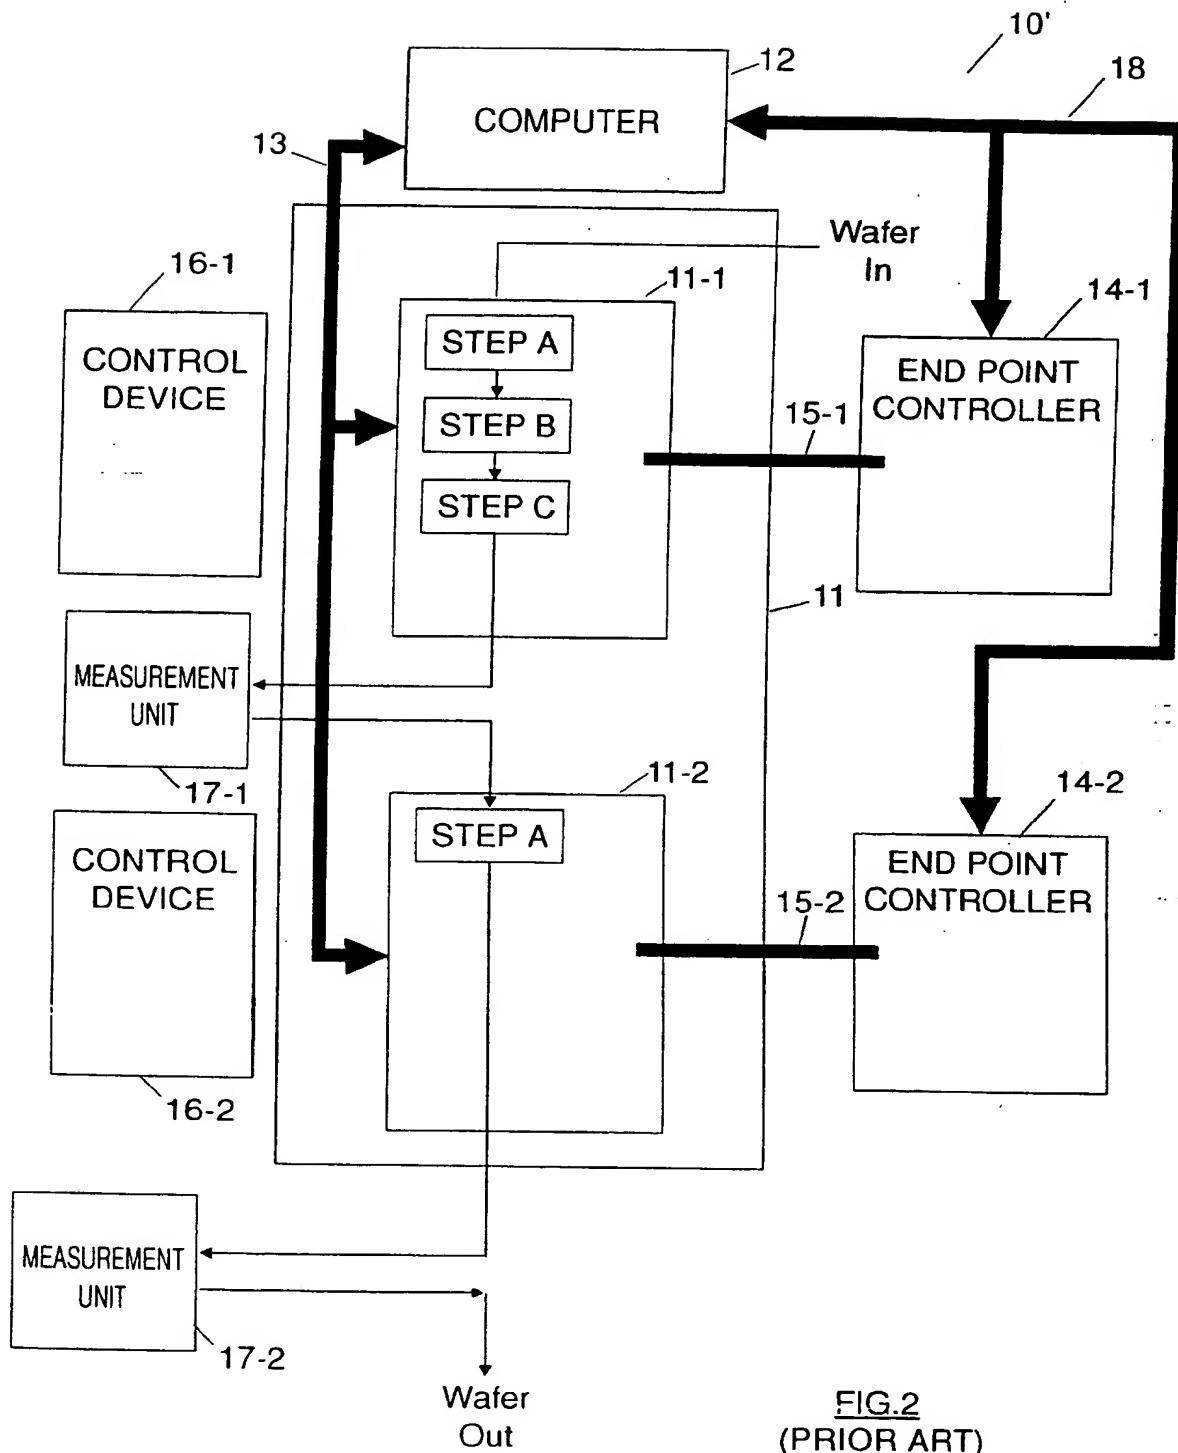 10'
12
18
COMPUTER
13
Wafer
In
16-1
11-1
14-1
CONTROL
DEVICE
STEP A
STEP B
STEP C
15-1
END POINT
CONTROLLER
11
MEASUREMENT
UNIT
17-1
11-2
14-2
CONTROL
DEVICE
STEP A
15-2
END POINT
CONTROLLER
16-2
MEASUREMENT
UNIT
17-2
Wafer
Out
FIG.2
(PRIOR ART)